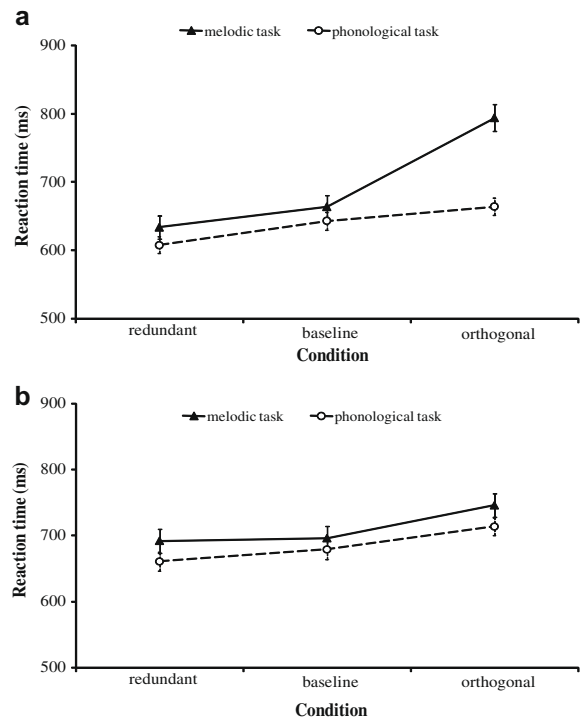 a
melodic task phonological task
900
800
700
600
500
Reaction time (ms)
redundant baseline orthogonal
Condition
b
melodic task phonological task
900
800
700
600
500
Reaction time (ms)
redundant baseline orthogonal
Condition